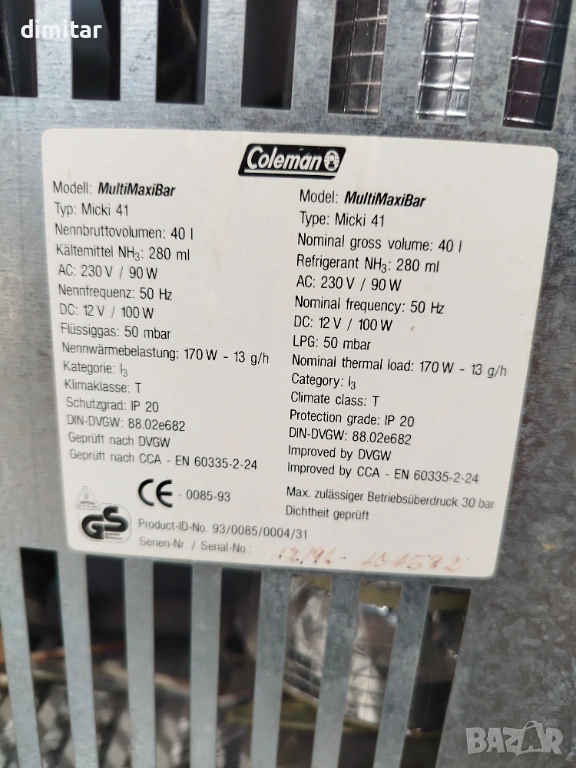 dimitar
Coleman
Modell: MultiMaxiBar
Typ: Micki 41
Nennbruttovolumen: 40 l
Kältemittel NH₃: 280 ml
AC: 230 V / 90 W
Nennfrequenz: 50 Hz
DC: 12 V / 100 W
Flüssiggas: 50 mbar
Nennwärmebelastung: 170 W - 13 g/h
Kategorie: I₃
Klimaklasse: T
Schutzgrad: IP 20
DIN-DVGW: 88.02e682
Geprüft nach DVGW
Geprüft nach CCA - EN 60335-2-24
Model: MultiMaxiBar
Type: Micki 41
Nominal gross volume: 40 l
Refrigerant NH₃: 280 ml
AC: 230 V / 90 W
Nominal frequency: 50 Hz
DC: 12 V / 100 W
LPG: 50 mbar
Nominal thermal load: 170 W - 13 g/h
Category: I₃
Climate class: T
Protection grade: IP 20
DIN-DVGW: 88.02e682
Improved by DVGW
Improved by CCA - EN 60335-2-24
CE - 0085-93
Max. zulässiger Betriebsüberdruck 30 bar
Dichtheit geprüft
GS geprüfte Sicherheit
Product-ID-No. 93/0085/0004/31
Serien-Nr. / Serial-No.:
BAZAR